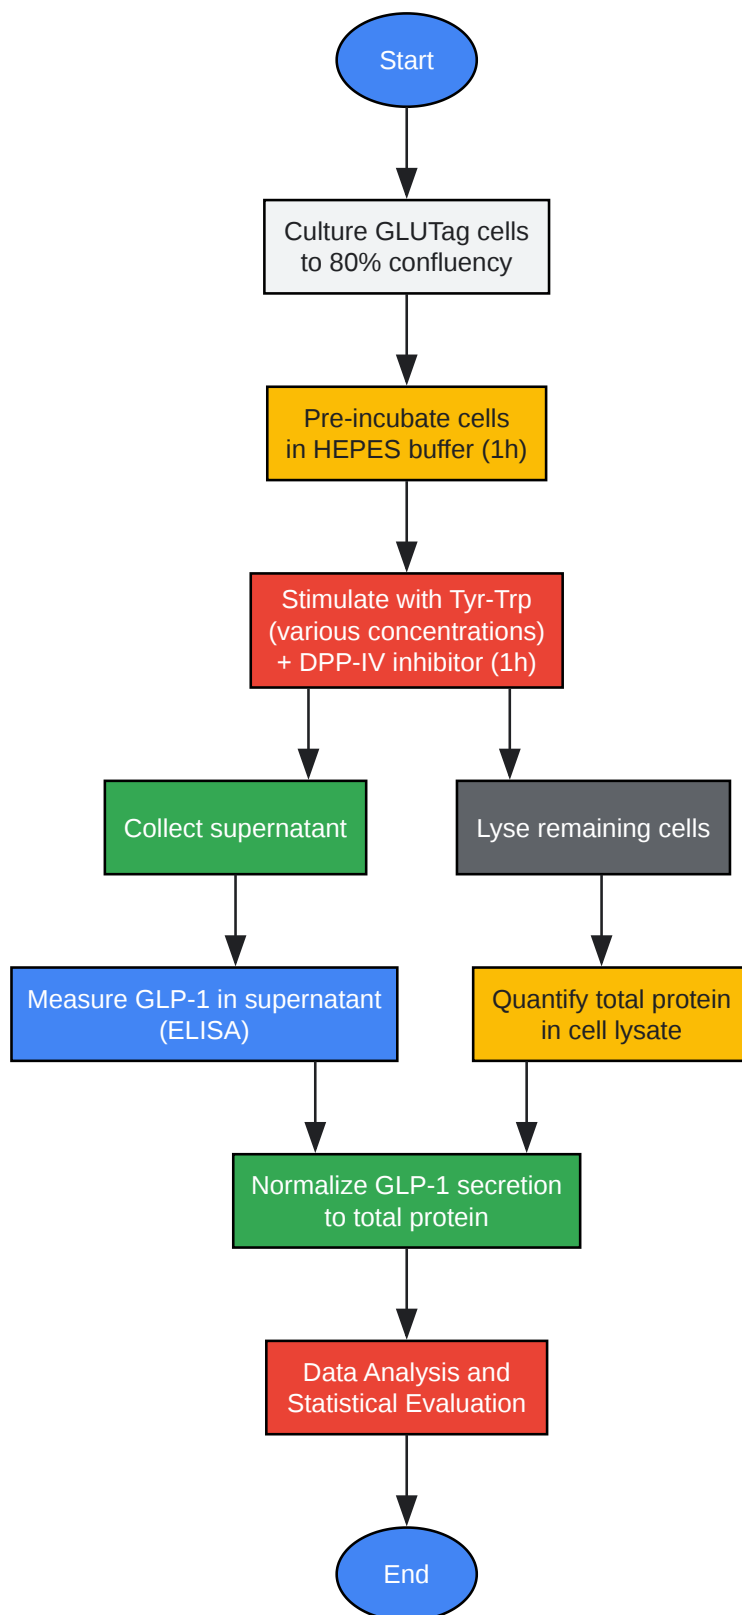 Start
Culture GLUTag cells
to 80% confluency
Pre-incubate cells
in HEPES buffer (1h)
Stimulate with Tyr-Trp
(various concentrations)
+ DPP-IV inhibitor (1h)
Collect supernatant
Lyse remaining cells
Measure GLP-1 in supernatant
(ELISA)
Quantify total protein
in cell lysate
Normalize GLP-1 secretion
to total protein
Data Analysis and
Statistical Evaluation
End